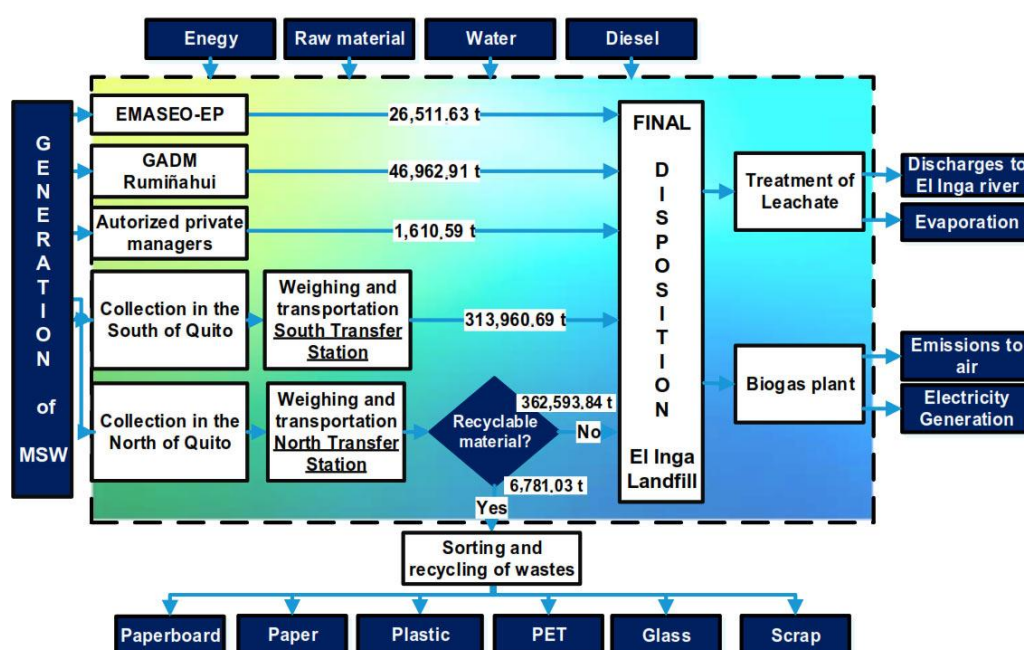 Enegy
Raw material
Water
Diesel
GENERATION
of
MSW
EMASEO-EP
26,511.63 t
GADM
Rumiñahui
46,962.91 t
Autorized private
managers
1,610.59 t
Collection in the
South of Quito
Weighing and
transportation
South Transfer
Station
313,960.69 t
Collection in the
North of Quito
Weighing and
transportation
North Transfer
Station
Recyclable
material?
362,593.84 t
No
6,781.03 t
Yes
FINAL
DISPOSITION
El Inga
Landfill
Treatment of
Leachate
Discharges to
El Inga river
Evaporation
Biogas plant
Emissions to
air
Electricity
Generation
Sorting and
recycling of wastes
Paperboard
Paper
Plastic
PET
Glass
Scrap